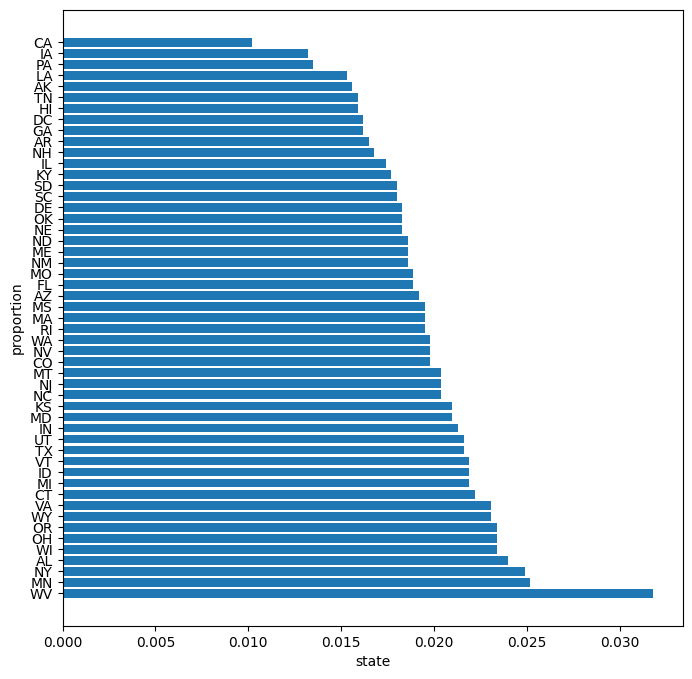 CA
IA
PA
LA
AK
TN
HI
DC
GA
AR
NH
IL
KY
SD
SC
DE
OK
NE
ND
ME
NM
MO
FL
AZ
MS
MA
RI
WA
NV
CO
MT
NJ
NC
KS
MD
IN
UT
TX
VT
ID
MI
CT
VA
WY
OR
OH
WI
AL
NY
MN
WV
proportion
0.000 0.005 0.010 0.015 0.020 0.025 0.030
state